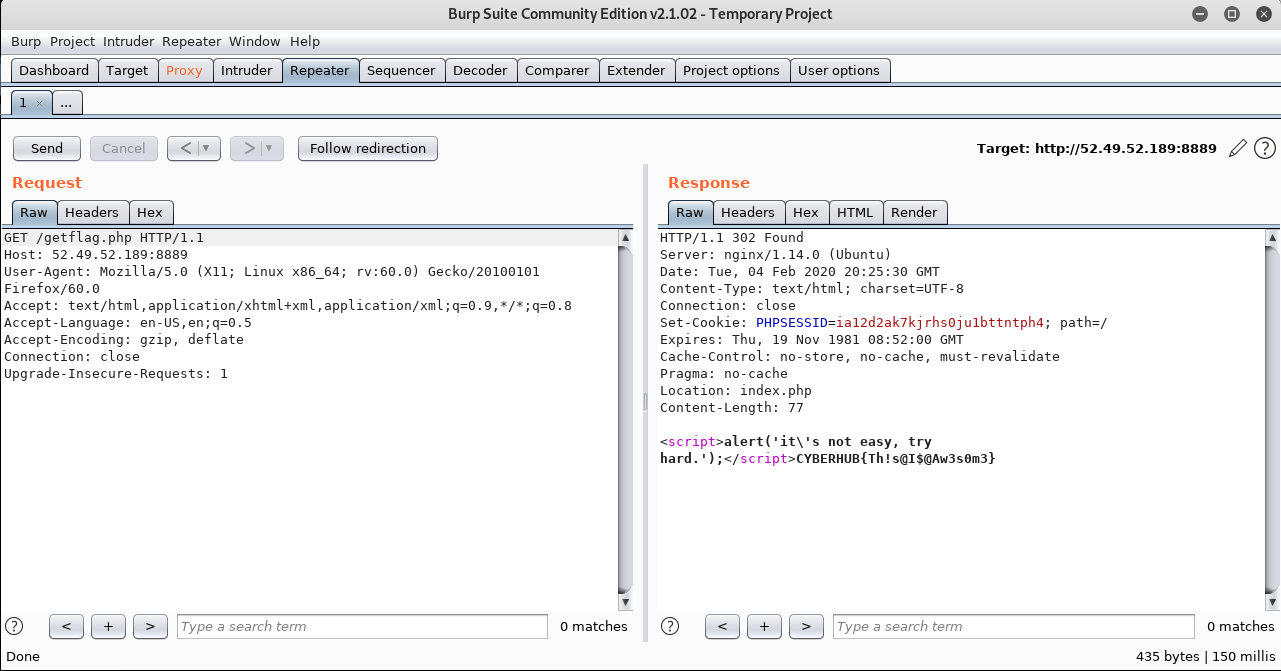 Burp Suite Community Edition v2.1.02 - Temporary Project
Burp Project Intruder Repeater Window Help
Dashboard Target Proxy Intruder Repeater Sequencer Decoder Comparer Extender Project options User options
1 × ...
Send Cancel < > Follow redirection Target: http://52.49.52.189:8889 ?
Request
Raw Headers Hex
GET /getflag.php HTTP/1.1
Host: 52.49.52.189:8889
User-Agent: Mozilla/5.0 (X11; Linux x86_64; rv:60.0) Gecko/20100101
Firefox/60.0
Accept: text/html,application/xhtml+xml,application/xml;q=0.9,*/*;q=0.8
Accept-Language: en-US,en;q=0.5
Accept-Encoding: gzip, deflate
Connection: close
Upgrade-Insecure-Requests: 1
? < + > Type a search term 0 matches
Response
Raw Headers Hex HTML Render
HTTP/1.1 302 Found
Server: nginx/1.14.0 (Ubuntu)
Date: Tue, 04 Feb 2020 20:25:30 GMT
Content-Type: text/html; charset=UTF-8
Connection: close
Set-Cookie: PHPSESSID=ia12d2ak7kjrhs0ju1bttntph4; path=/
Expires: Thu, 19 Nov 1981 08:52:00 GMT
Cache-Control: no-store, no-cache, must-revalidate
Pragma: no-cache
Location: index.php
Content-Length: 77
<script>alert('it\'s not easy, try
hard.');</script>CYBERHUB{Th!s@I$@Aw3s0m3}
? < + > Type a search term 0 matches
Done 435 bytes | 150 millis